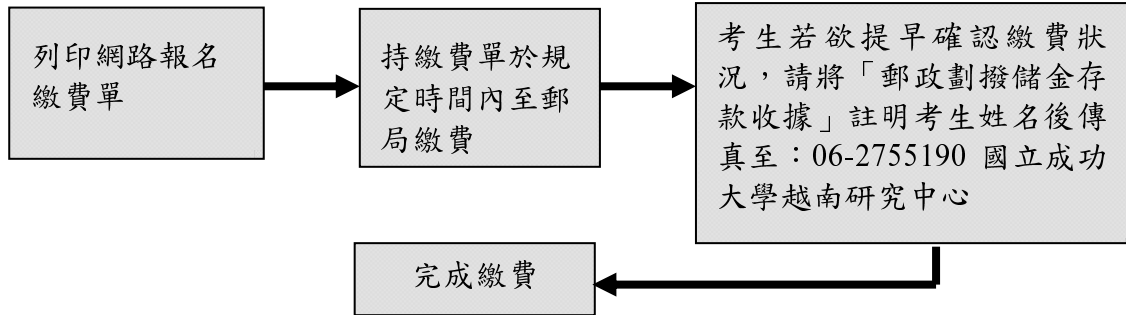 列印網路報名
繳費單
持繳費單於規
定時間內至郵
局繳費
考生若欲提早確認繳費狀
況，請將「郵政劃撥儲金存
款收據」註明考生姓名後傳
真至：06-2755190 國立成功
大學越南研究中心
完成繳費